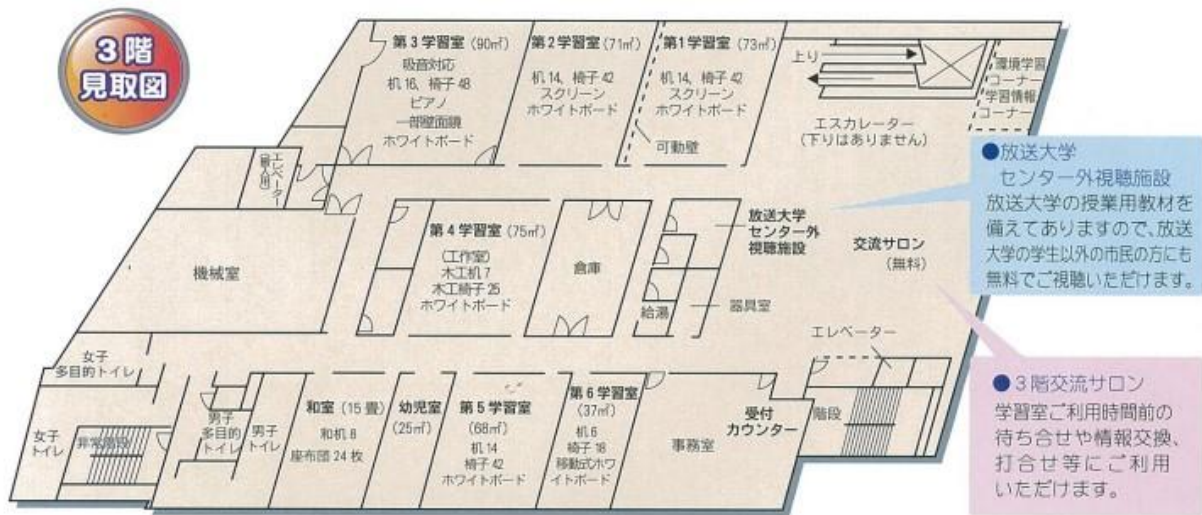 3階
見取図
第3学習室(90㎡)
吸音対応
机16、椅子48
ピアノ
一部壁面鏡
ホワイトボード
第2学習室(71㎡)
机14、椅子42
スクリーン
ホワイトボード
第1学習室(73㎡)
机14、椅子42
スクリーン
ホワイトボード
可動壁
上り
エスカレーター
(下りはありません)
環境学習
コーナー
学習情報
コーナー
エレベーター
機械室
第4学習室(75㎡)
(工作室)
木工机7
木工椅子25
ホワイトボード
倉庫
放送大学
センター外
視聴施設
給湯
器具室
交流サロン
(無料)
エレベーター
●放送大学
センター外視聴施設
放送大学の授業用教材を
備えてありますので、放送
大学の学生以外の市民の方にも
無料でご視聴いただけます。
女子
多目的トイレ
女子
トイレ
非常階段
男子
多目的
トイレ
男子
トイレ
和室(15畳)
和机8
座布団24枚
幼児室
(25㎡)
第5学習室
(68㎡)
机14
椅子42
ホワイトボード
第6学習室
(37㎡)
机6
椅子18
移動式ホワ
イトボード
事務室
受付
カウンター
階段
●3階交流サロン
学習室ご利用時間前の
待ち合せや情報交換、
打合せ等にご利用
いただけます。